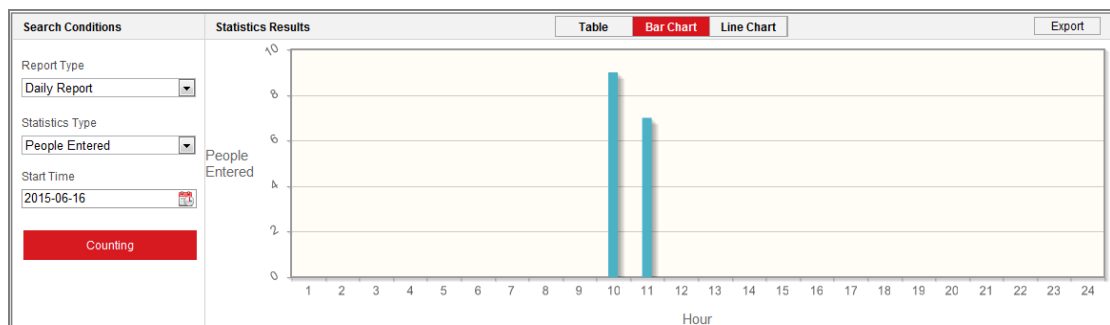 Search Conditions
Statistics Results
Table
Bar Chart
Line Chart
Export
Report Type
Daily Report
Statistics Type
People Entered
Start Time
2015-06-16
Counting
People
Entered
10
8
6
4
2
0
1 2 3 4 5 6 7 8 9 10 11 12 13 14 15 16 17 18 19 20 21 22 23 24
Hour